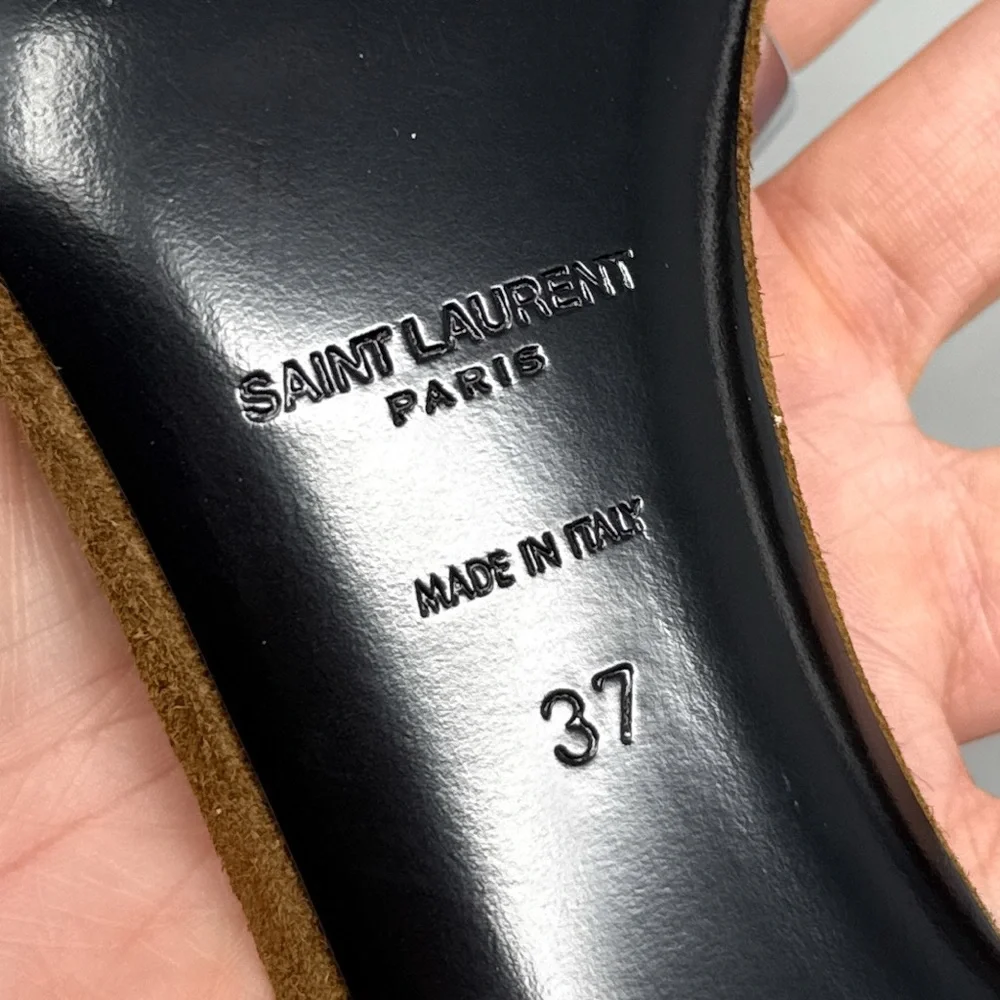 SAINT LAURENT
PARIS
MADE IN ITALY
37